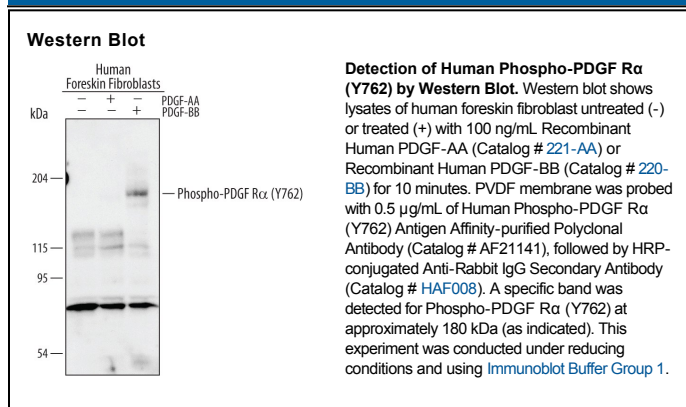 Western Blot
Human
Foreskin Fibroblasts
– + – PDGF-AA
– – + PDGF-BB
kDa
204
Phospho-PDGF Rα (Y762)
115
95
54
Detection of Human Phospho-PDGF Rα
(Y762) by Western Blot. Western blot shows
lysates of human foreskin fibroblast untreated (-)
or treated (+) with 100 ng/mL Recombinant
Human PDGF-AA (Catalog # 221-AA) or
Recombinant Human PDGF-BB (Catalog # 220-
BB) for 10 minutes. PVDF membrane was probed
with 0.5 µg/mL of Human Phospho-PDGF Rα
(Y762) Antigen Affinity-purified Polyclonal
Antibody (Catalog # AF21141), followed by HRP-
conjugated Anti-Rabbit IgG Secondary Antibody
(Catalog # HAF008). A specific band was
detected for Phospho-PDGF Rα (Y762) at
approximately 180 kDa (as indicated). This
experiment was conducted under reducing
conditions and using Immunoblot Buffer Group 1.